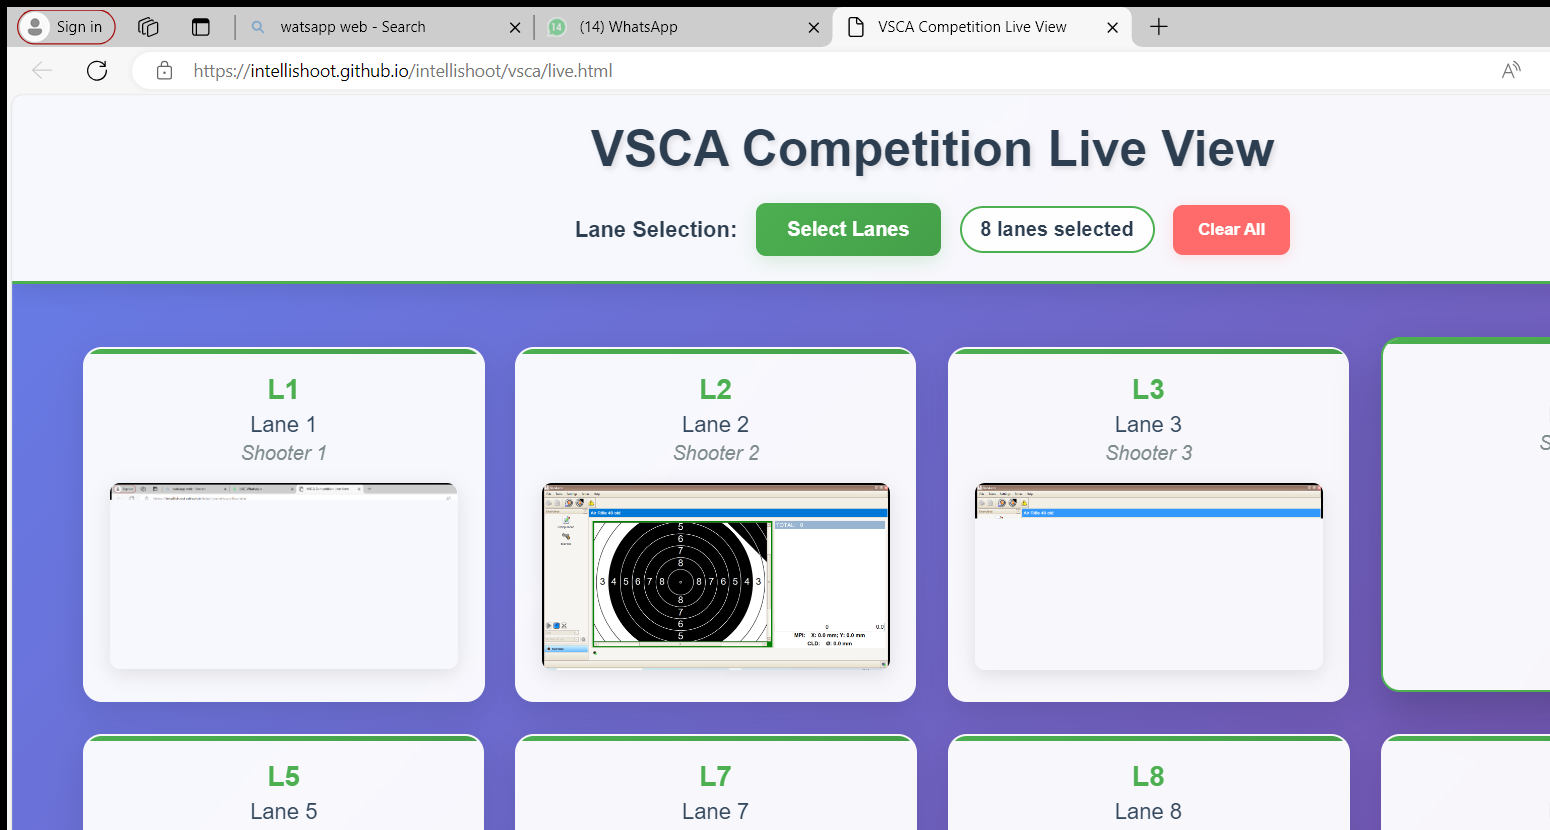 Sign in
watsapp web - Search
14
(14) WhatsApp
VSCA Competition Live View
https://intellishoot.github.io/intellishoot/vsca/live.html
VSCA Competition Live View
Lane Selection:
Select Lanes
8 lanes selected
Clear All
L1
Lane 1
Shooter 1
L2
Lane 2
Shooter 2
Air Rifle 40 old
TOTAL: 0
5
6
7
8
3 4 5 6 7 8 8 7 6 5 4 3
8
7
6
5
0 0.0
MPI: X: 0.0 mm; Y: 0.0 mm
CLD: Ø: 0.0 mm
L3
Lane 3
Shooter 3
Air Rifle 40 old
S
L5
Lane 5
L7
Lane 7
L8
Lane 8